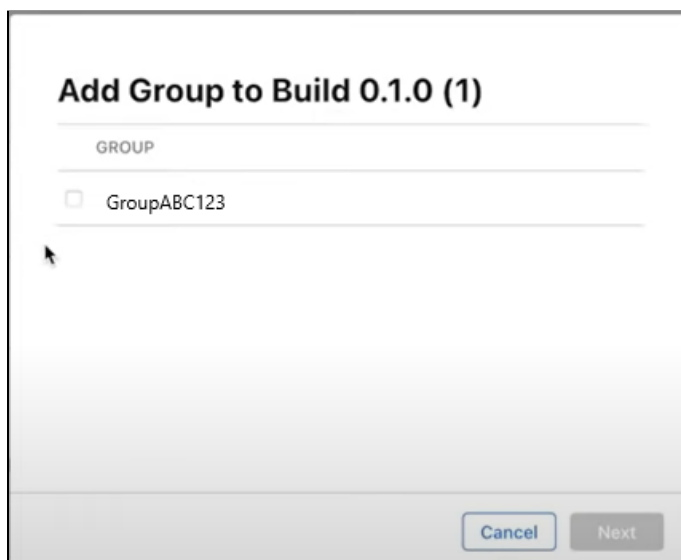 Add Group to Build 0.1.0 (1)
GROUP
GroupABC123
Cancel
Next